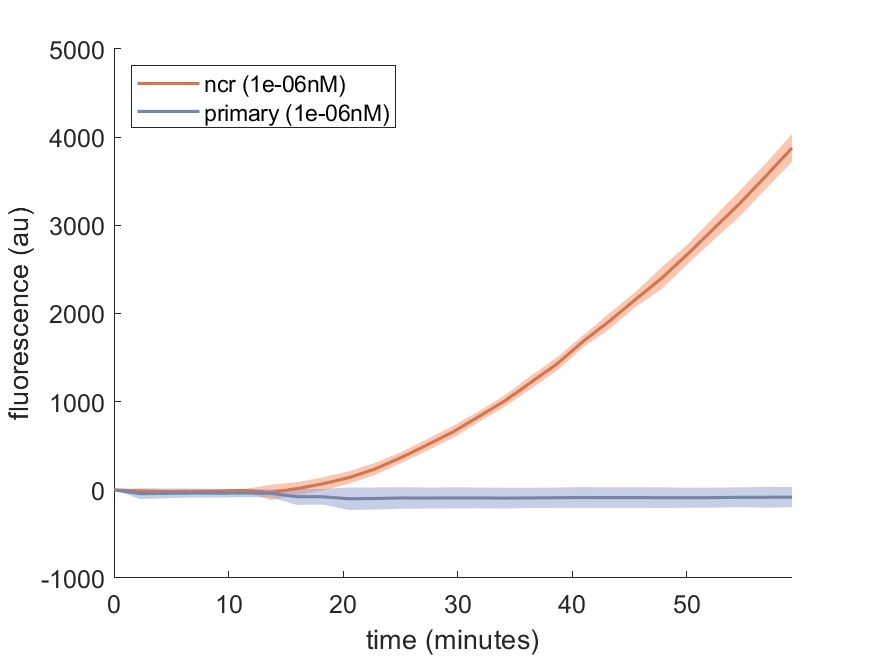 5000
4000
3000
2000
1000
0
-1000
fluorescence (au)
ncr (1e-06nM)
primary (1e-06nM)
0 10 20 30 40 50
time (minutes)